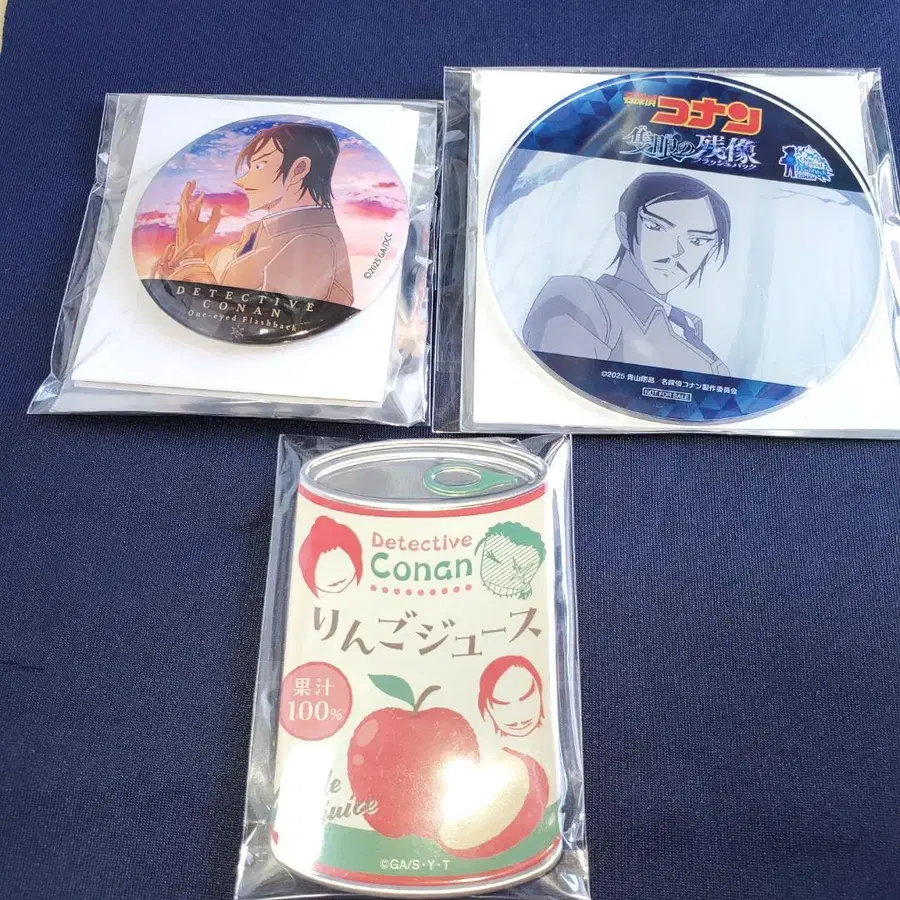 ©2025 GA/DCC
DETECTIVE
CONAN
One-eyed Flashback
名探偵
コナン
隻眼の残像
フラッシュバック
©2025 青山剛昌/名探偵コナン製作委員会
NOT FOR SALE
Detective
Conan
りんごジュース
果汁
100%
juice
©GA/S・Y・T